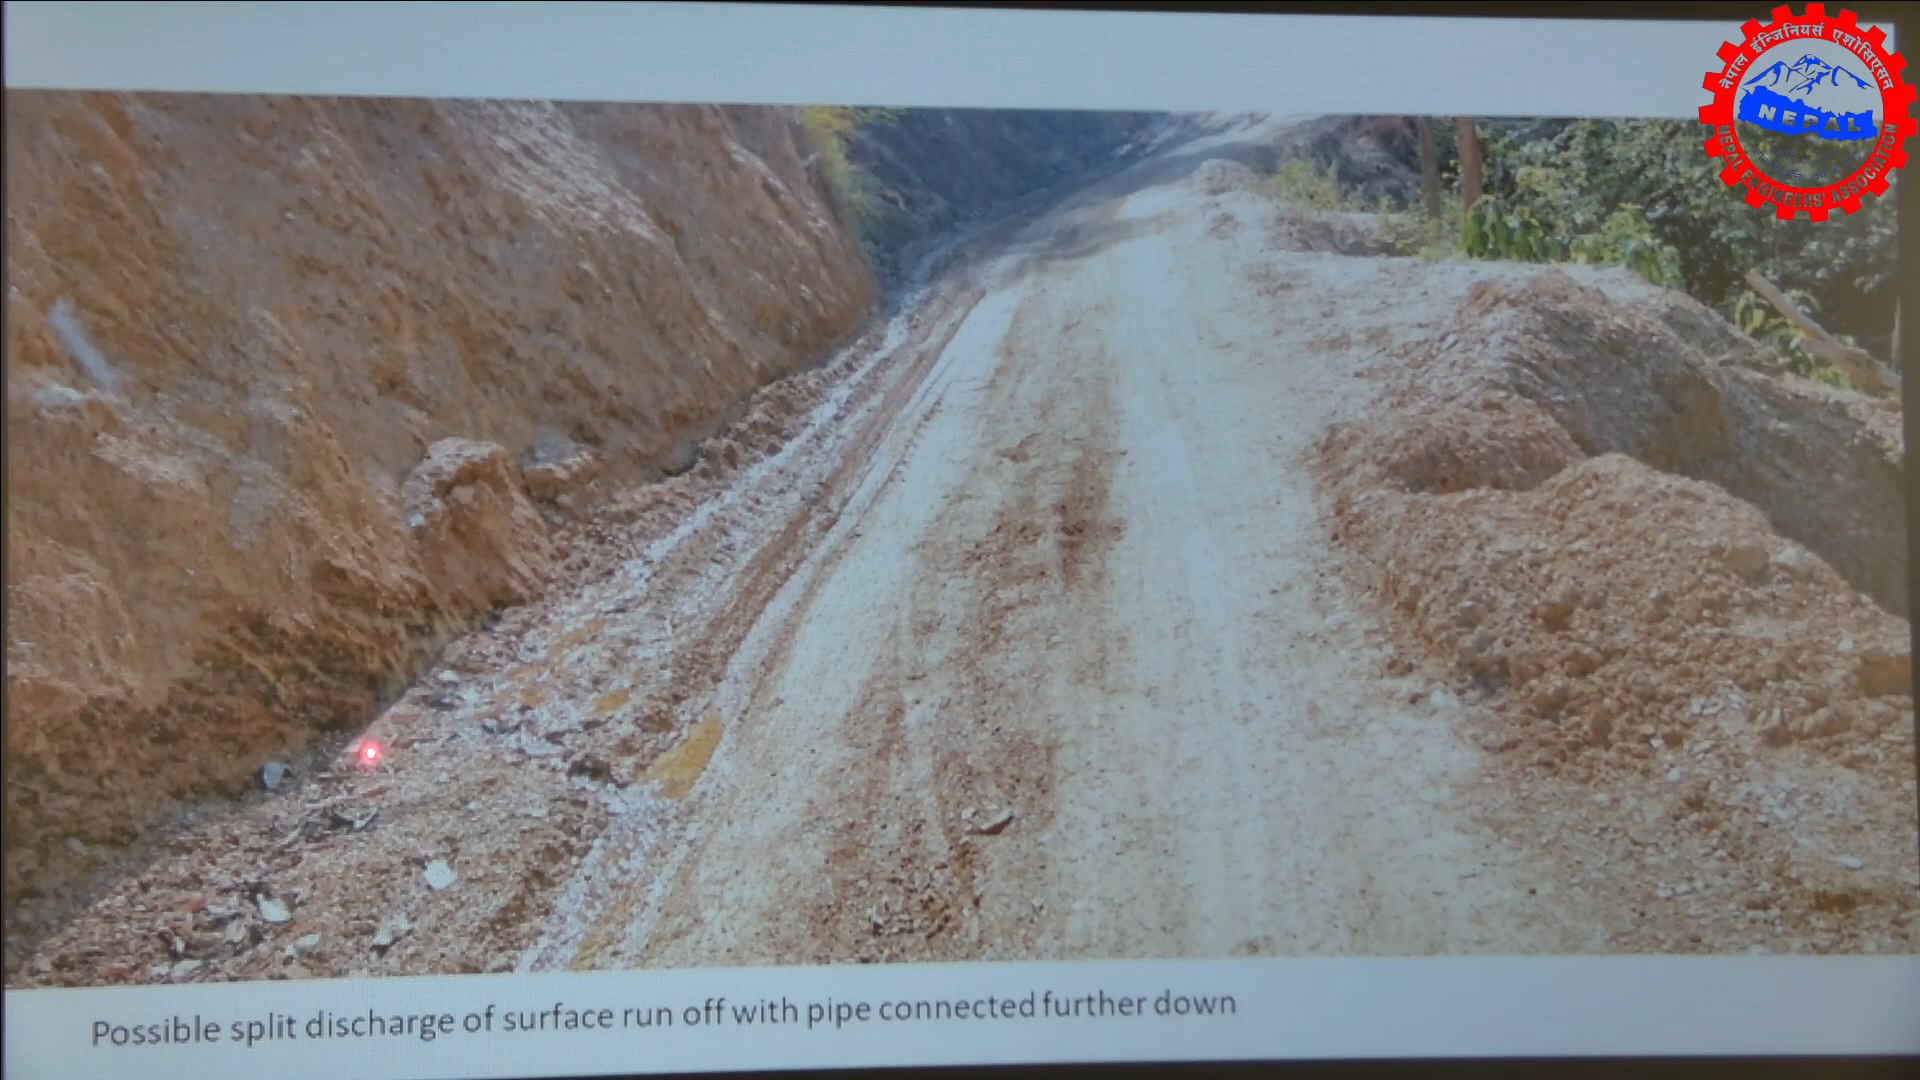 नेपाल ईन्जिनियर्स एशोसिएसन
NEPAL
NEPAL ENGINEERS' ASSOCIATION
Possible split discharge of surface run off with pipe connected further down